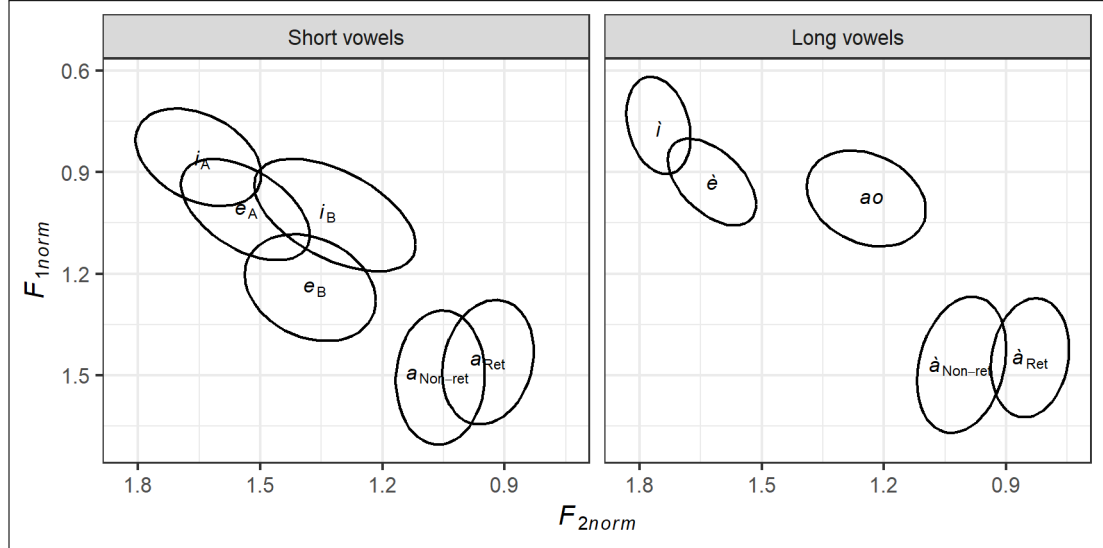 Short vowels
Long vowels
0.6
0.9
1.2
1.5
F1norm
iA
eA
iB
eB
aNon−ret
aRet
ì
è
ao
àNon−ret
àRet
1.8 1.5 1.2 0.9
1.8 1.5 1.2 0.9
F2norm